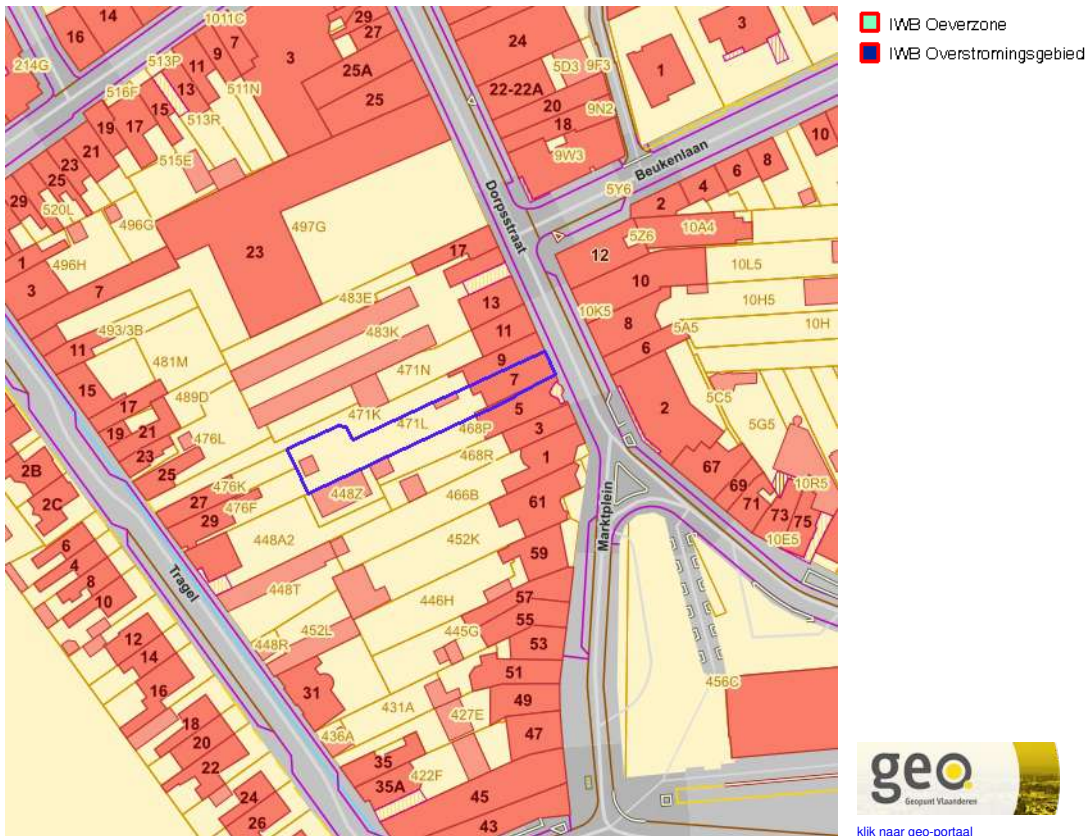 14
16
1011C
7
9
11
13
513P
214G
516F
15
17
19
21
23
25
29
515E
513R
511N
520L
496G
496H
1
3
7
3
29
27
25A
25
23
497G
24
5D3
9F3
22-22A
20
18
9N2
9W3
1
3
Dorpsstraat
Beukenlaan
5Y6
2
4
6
8
10
5Z6
10A4
12
10
8
6
2
10K5
5A5
10L5
10H5
10H
5C5
5G5
10R5
10E5
67
69
71
73
75
17
13
11
9
7
5
3
1
61
59
57
55
53
51
49
47
45
43
483E
483K
471N
471K
471L
468P
468R
466B
452K
446H
445G
431A
427E
422F
436A
448Z
448A2
448T
452L
448R
493/3B
481M
489D
476L
476K
476F
11
15
17
19
21
23
25
27
29
31
35
35A
2B
2C
6
4
8
10
12
14
16
18
20
22
24
26
Tragel
Marktplein
456C
IWB Oeverzone
IWB Overstromingsgebied
geo
Geopunt Vlaanderen
klik naar geo-portaal